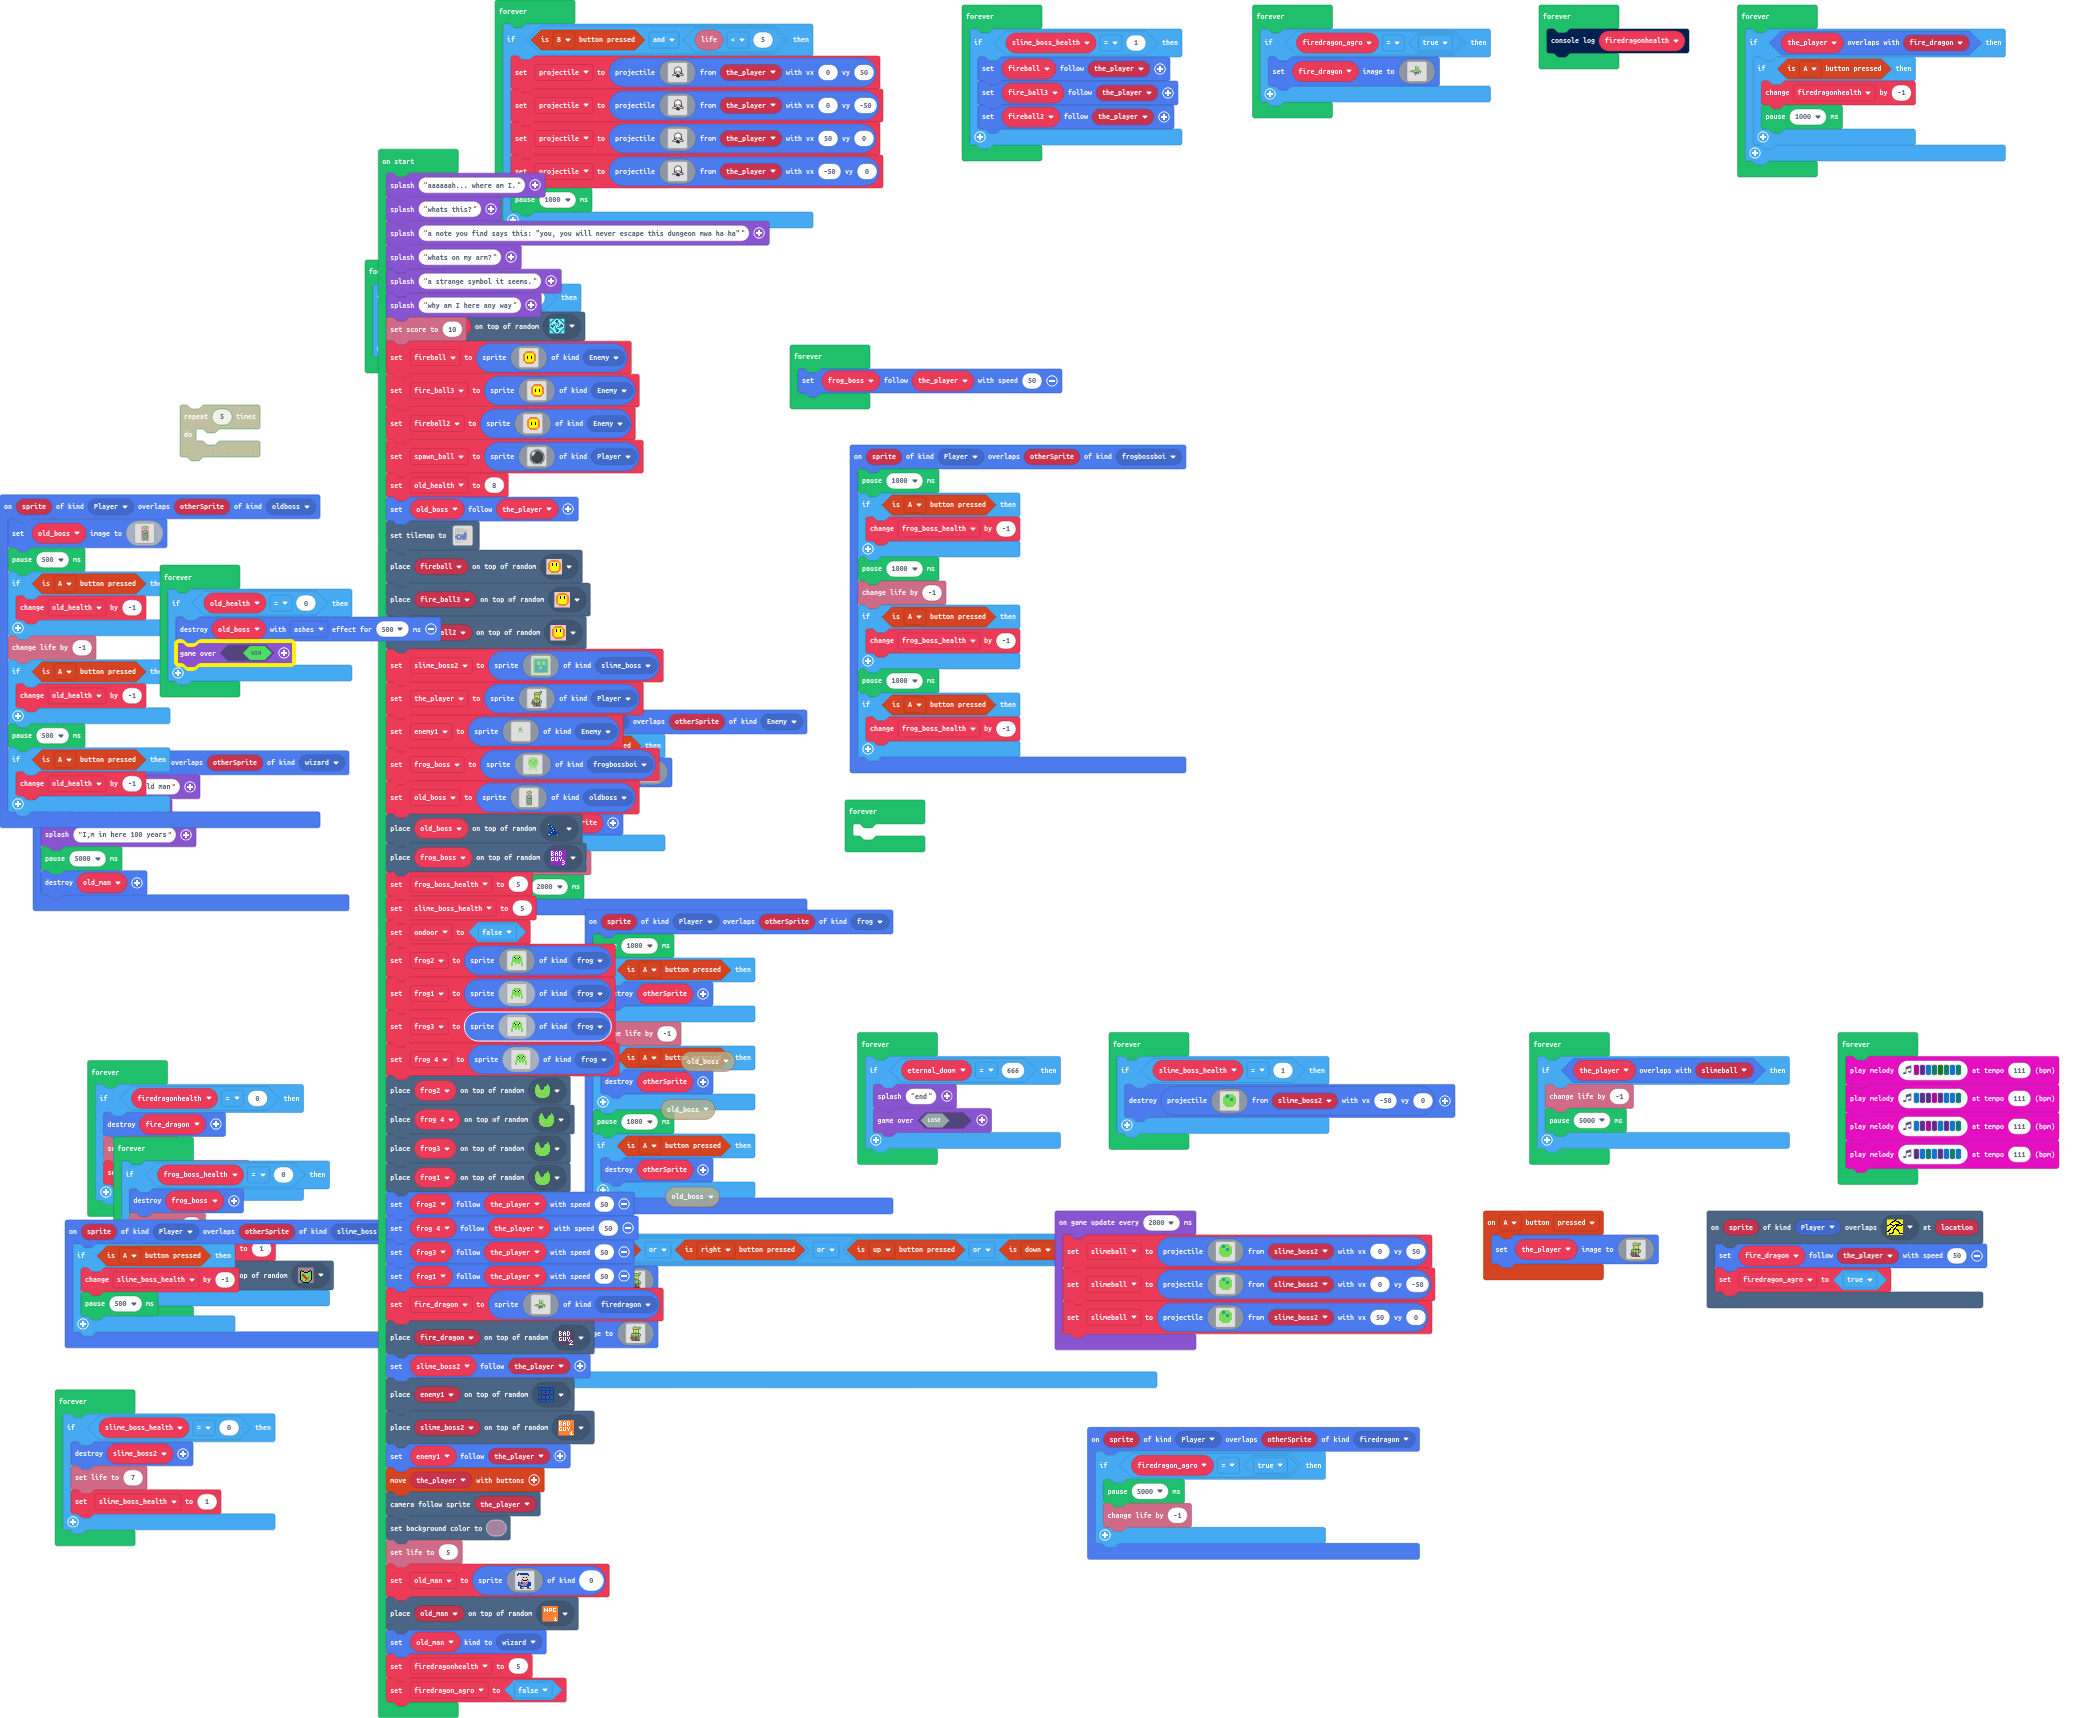 forever
if is B button pressed and life < 5 then
set projectile to projectile from the_player with vx 0 vy 50
set projectile to projectile from the_player with vx 0 vy -50
set projectile to projectile from the_player with vx 50 vy 0
set projectile to projectile from the_player with vx -50 vy 0
pause 1000 ms
forever
if slime_boss_health = 1 then
set fireball follow the_player
set fire_ball3 follow the_player
set fireball2 follow the_player
forever
if firedragon_agro = true then
set fire_dragon image to
forever
console log firedragonhealth
forever
if the_player overlaps with fire_dragon then
if is A button pressed then
change firedragonhealth by -1
pause 1000 ms
on start
splash "aaaaaah... where am I."
splash "whats this?"
splash "a note you find says this: "you, you will never escape this dungeon mwa ha ha""
splash "whats on my arm?"
splash "a strange symbol it seems."
splash "why am I here any way"
then
set score to 10
on top of random
set fireball to sprite of kind Enemy
set fire_ball3 to sprite of kind Enemy
set fireball2 to sprite of kind Enemy
set spawn_ball to sprite of kind Player
set old_health to 8
set old_boss follow the_player
set tilemap to
place fireball on top of random
place fire_ball3 on top of random
on top of random
set slime_boss2 to sprite of kind slime_boss
set the_player to sprite of kind Player
set enemy1 to sprite of kind Enemy
set frog_boss to sprite of kind frogbossboi
set old_boss to sprite of kind oldboss
place old_boss on top of random
place frog_boss on top of random BAD GUY 3
set frog_boss_health to 5
set slime_boss_health to 5
set ondoor to false
set frog2 to sprite of kind frog
set frog1 to sprite of kind frog
set frog3 to sprite of kind frog
set frog 4 to sprite of kind frog
place frog2 on top of random
place frog 4 on top of random
place frog3 on top of random
place frog1 on top of random
set frog2 follow the_player with speed 50
set frog 4 follow the_player with speed 50
set frog3 follow the_player with speed 50
set frog1 follow the_player with speed 50
set fire_dragon to sprite of kind firedragon
place fire_dragon on top of random BAD GUY 2
set slime_boss2 follow the_player
place enemy1 on top of random
place slime_boss2 on top of random BAD GUY 1
set enemy1 follow the_player
move the_player with buttons
camera follow sprite the_player
set background color to
set life to 5
set old_man to sprite of kind 0
place old_man on top of random NPC 1
set old_man kind to wizard
set firedragonhealth to 5
set firedragon_agro to false
forever
set frog_boss follow the_player with speed 50
repeat 5 times
do
on sprite of kind Player overlaps otherSprite of kind oldboss
set old_boss image to
pause 500 ms
if is A button pressed
change old_health by -1
change life by -1
if is A button pressed
change old_health by -1
pause 500 ms
if is A button pressed then
change old_health by -1
forever
if old_health = 0 then
destroy old_boss with ashes effect for 500 ms
game over WIN
overlaps otherSprite of kind wizard
splash "I,m in here 100 years"
pause 5000 ms
destroy old_man
on sprite of kind Player overlaps otherSprite of kind frogbossboi
pause 1000 ms
if is A button pressed then
change frog_boss_health by -1
pause 1000 ms
change life by -1
if is A button pressed then
change frog_boss_health by -1
pause 1000 ms
if is A button pressed then
change frog_boss_health by -1
overlaps otherSprite of kind Enemy
then
2000 ms
forever
on sprite of kind Player overlaps otherSprite of kind frog
1000 ms
is A button pressed then
otherSprite
life by -1
is A then
old_boss
destroy otherSprite
old_boss
pause 1000 ms
if is A button pressed then
destroy otherSprite
old_boss
forever
if firedragonhealth = 0 then
destroy fire_dragon
forever
if frog_boss_health = 0 then
destroy frog_boss
to 1
of random
on sprite of kind Player overlaps otherSprite of kind slime_boss
if is A button pressed then
change slime_boss_health by -1
pause 500 ms
or is right button pressed or is up button pressed or is down
forever
if slime_boss_health = 0 then
destroy slime_boss2
set life to 7
set slime_boss_health to 1
forever
if eternal_doom = 666 then
splash "end"
game over LOSE
forever
if slime_boss_health = 1 then
destroy projectile from slime_boss2 with vx -50 vy 0
forever
if the_player overlaps with slimeball then
change life by -1
pause 5000 ms
forever
play melody at tempo 111 (bpm)
play melody at tempo 111 (bpm)
play melody at tempo 111 (bpm)
play melody at tempo 111 (bpm)
on game update every 2000 ms
set slimeball to projectile from slime_boss2 with vx 0 vy 50
set slimeball to projectile from slime_boss2 with vx 0 vy -50
set slimeball to projectile from slime_boss2 with vx 50 vy 0
on A button pressed
set the_player image to
on sprite of kind Player overlaps at location
set fire_dragon follow the_player with speed 50
set firedragon_agro to true
on sprite of kind Player overlaps otherSprite of kind firedragon
if firedragon_agro = true then
pause 5000 ms
change life by -1